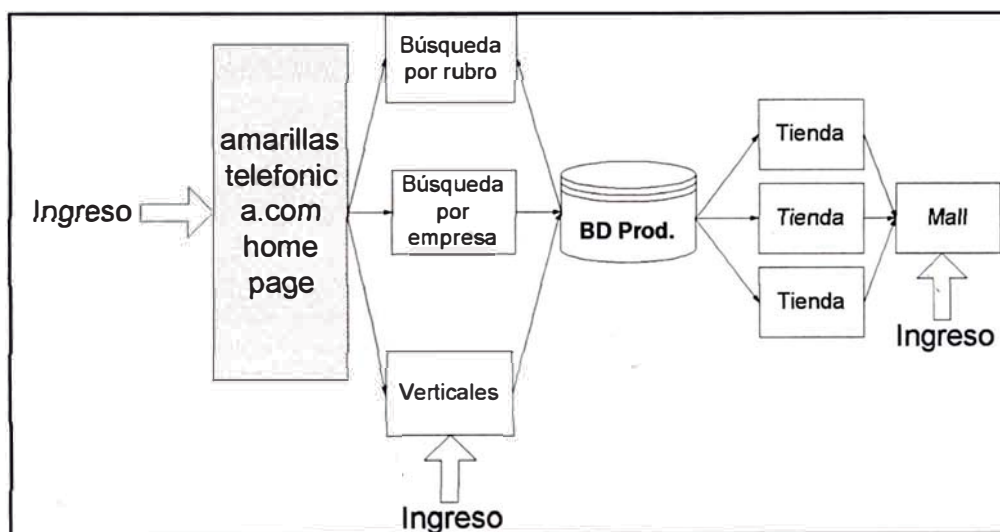 Ingreso
amarillas
telefonic
a.com
home
page
Búsqueda
por rubro
Búsqueda
por
empresa
Verticales
Ingreso
BD Prod.
Tienda
Tienda
Tienda
Mall
Ingreso